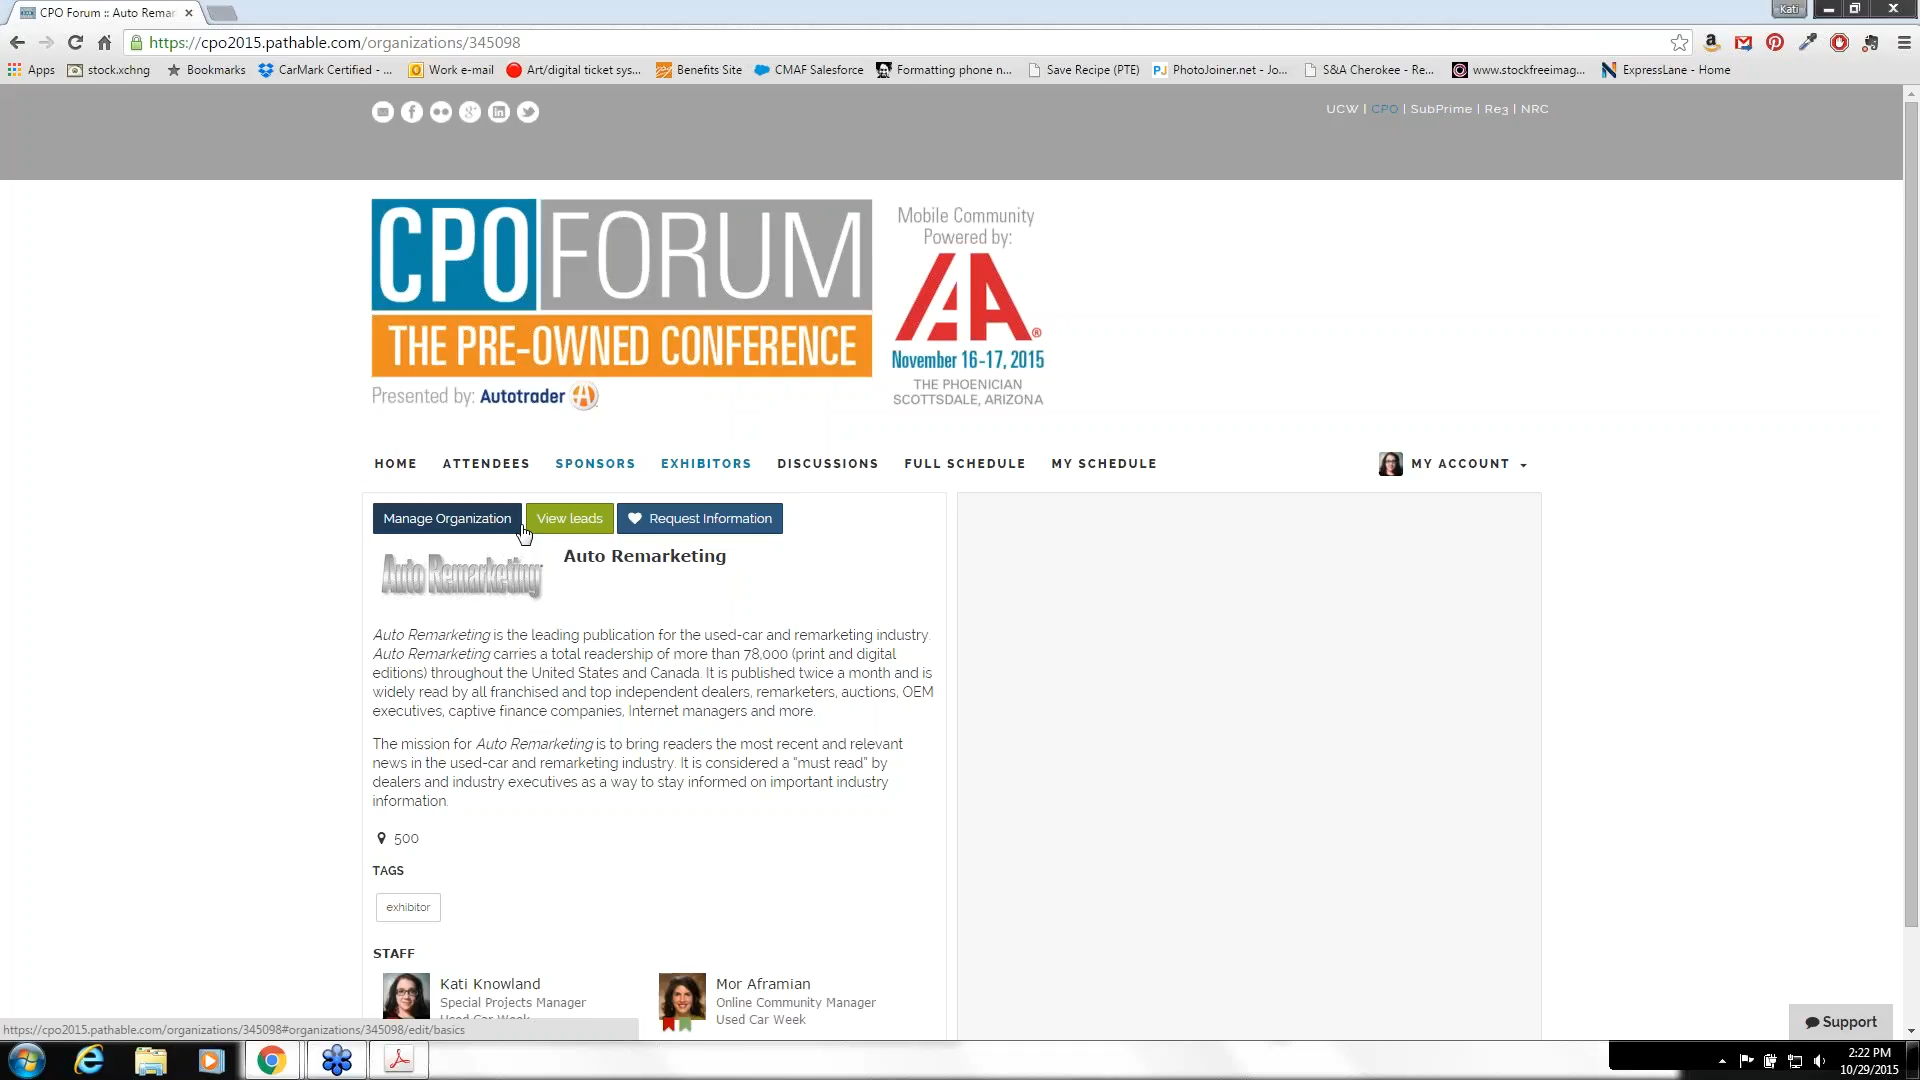 CPO Forum :: Auto Remar
Kati
https://cpo2015.pathable.com/organizations/345098
Apps
stock.xchng
Bookmarks
CarMark Certified - ...
Work e-mail
Art/digital ticket sys...
Benefits Site
CMAF Salesforce
Formatting phone n...
Save Recipe (PTE)
PhotoJoiner.net - Jo...
S&A Cherokee - Re...
www.stockfreeimag...
ExpressLane - Home
UCW | CPO | SubPrime | Re3 | NRC
CPO FORUM
THE PRE-OWNED CONFERENCE
Presented by: Autotrader
Mobile Community
Powered by:
AA®
November 16-17, 2015
THE PHOENICIAN
SCOTTSDALE, ARIZONA
HOME
ATTENDEES
SPONSORS
EXHIBITORS
DISCUSSIONS
FULL SCHEDULE
MY SCHEDULE
MY ACCOUNT
Manage Organization
View leads
Request Information
Auto Remarketing
Auto Remarketing
Auto Remarketing is the leading publication for the used-car and remarketing industry.
Auto Remarketing carries a total readership of more than 78,000 (print and digital
editions) throughout the United States and Canada. It is published twice a month and is
widely read by all franchised and top independent dealers, remarketers, auctions, OEM
executives, captive finance companies, Internet managers and more.
The mission for Auto Remarketing is to bring readers the most recent and relevant
news in the used-car and remarketing industry. It is considered a “must read” by
dealers and industry executives as a way to stay informed on important industry
information.
500
TAGS
exhibitor
STAFF
Kati Knowland
Special Projects Manager
Used Car Week
Mor Aframian
Online Community Manager
Used Car Week
https://cpo2015.pathable.com/organizations/345098#organizations/345098/edit/basics
Support
2:22 PM
10/29/2015